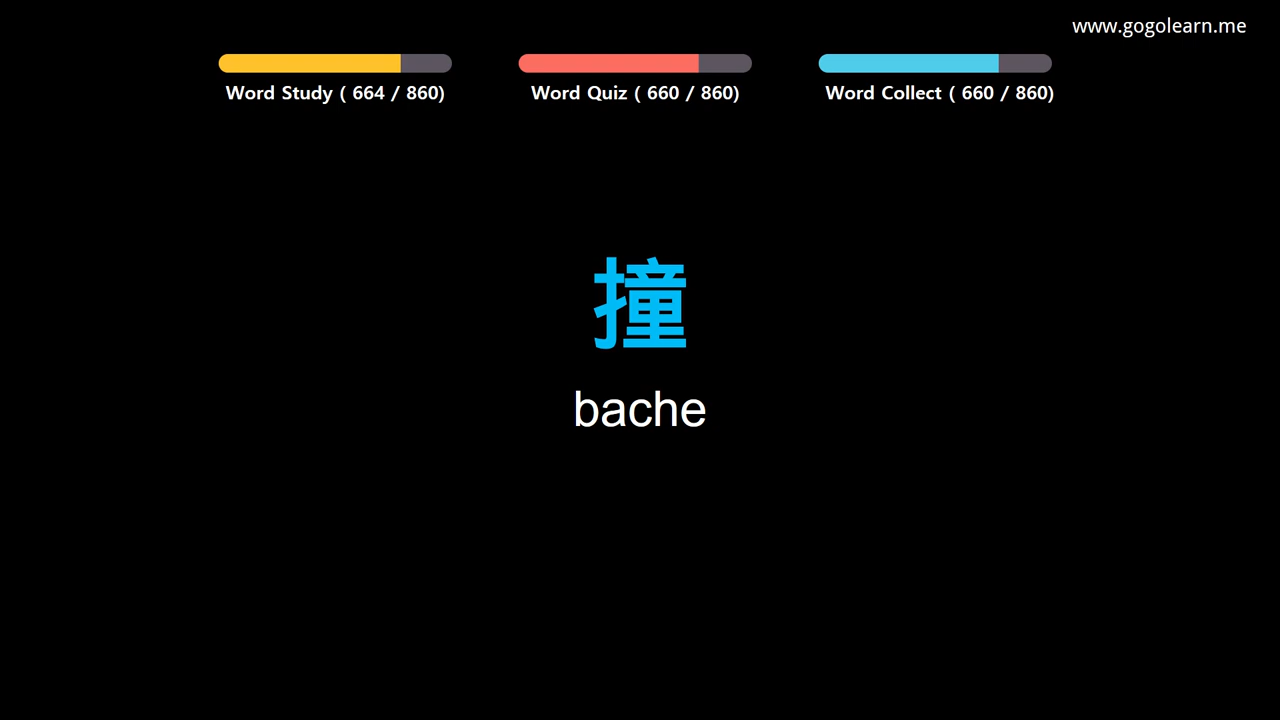 www.gogolearn.me
Word Study ( 664 / 860)
Word Quiz ( 660 / 860)
Word Collect ( 660 / 860)
撞
bache